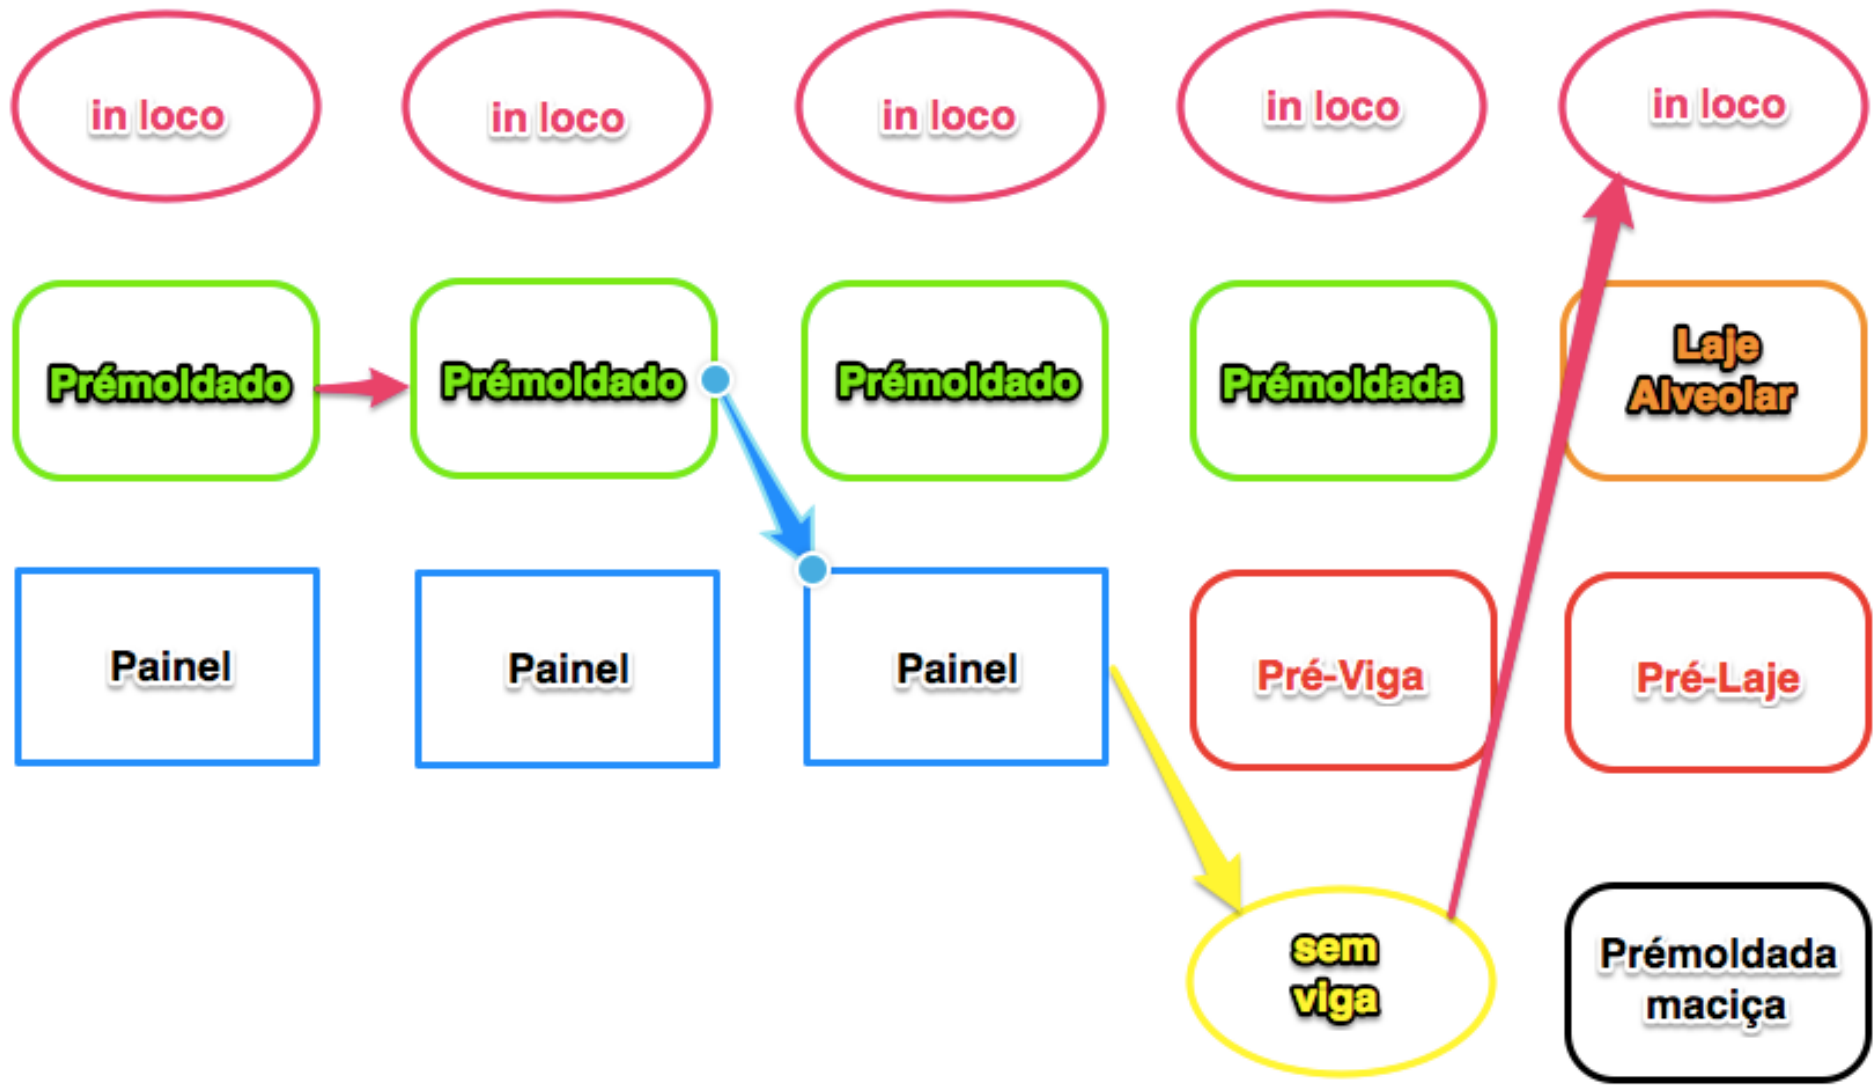 in loco
in loco
in loco
in loco
in loco
Prémoldado
Prémoldado
Prémoldado
Prémoldada
Laje
Alveolar
Painel
Painel
Painel
Pré-Viga
Pré-Laje
sem
viga
Prémoldada
maciça